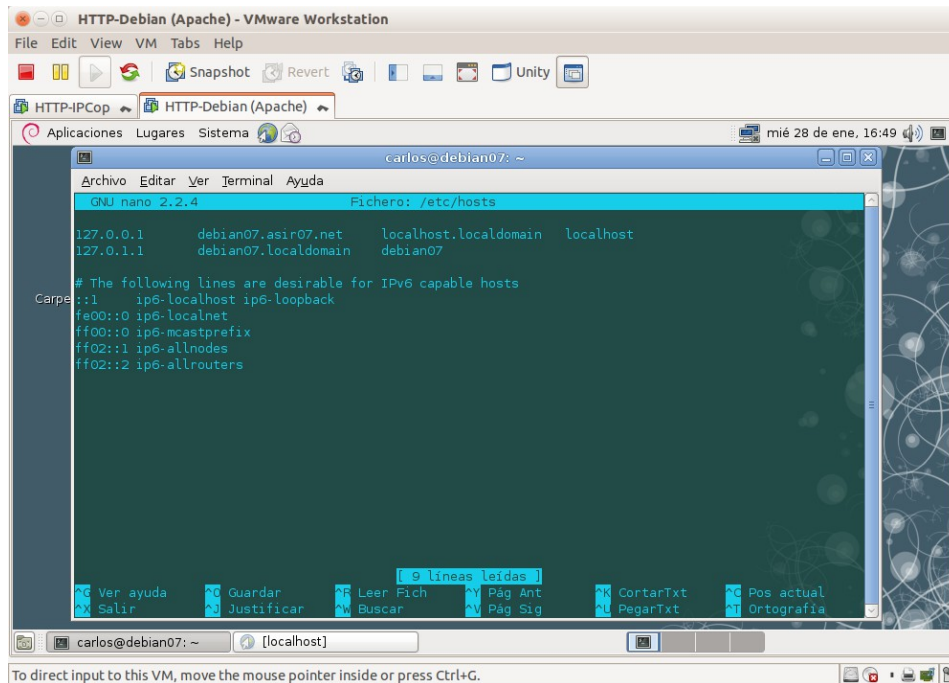 HTTP-Debian (Apache) - VMware Workstation
File Edit View VM Tabs Help
Snapshot Revert Unity
HTTP-IPCop HTTP-Debian (Apache)
Aplicaciones Lugares Sistema mié 28 de ene, 16:49
carlos@debian07: ~
Archivo Editar Ver Terminal Ayuda
GNU nano 2.2.4 Fichero: /etc/hosts
127.0.0.1 debian07.asir07.net localhost.localdomain localhost
127.0.1.1 debian07.localdomain debian07
# The following lines are desirable for IPv6 capable hosts
Carpe
::1 ip6-localhost ip6-loopback
fe00::0 ip6-localnet
ff00::0 ip6-mcastprefix
ff02::1 ip6-allnodes
ff02::2 ip6-allrouters
[ 9 líneas leídas ]
^G Ver ayuda ^O Guardar ^R Leer Fich ^Y Pág Ant ^K CortarTxt ^C Pos actual
^X Salir ^J Justificar ^W Buscar ^V Pág Sig ^U PegarTxt ^T Ortografía
carlos@debian07: ~ [localhost]
To direct input to this VM, move the mouse pointer inside or press Ctrl+G.